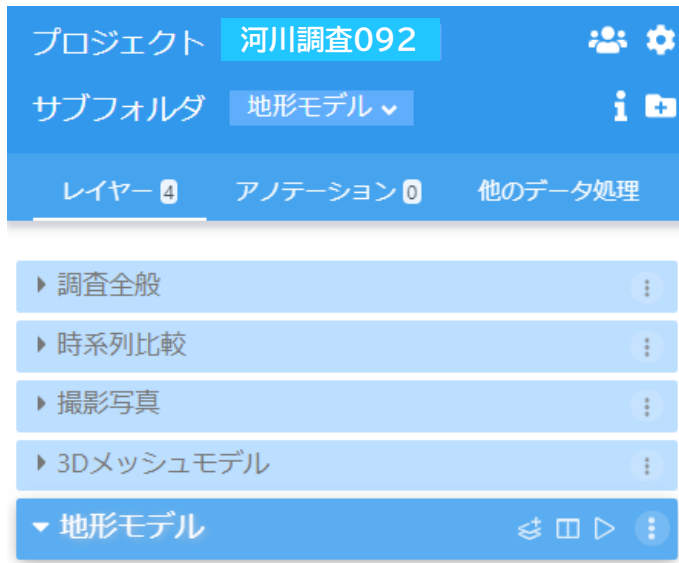 プロジェクト 河川調査092
サブフォルダ 地形モデル
レイヤー 4 アノテーション 0 他のデータ処理
調査全般
時系列比較
撮影写真
3Dメッシュモデル
地形モデル